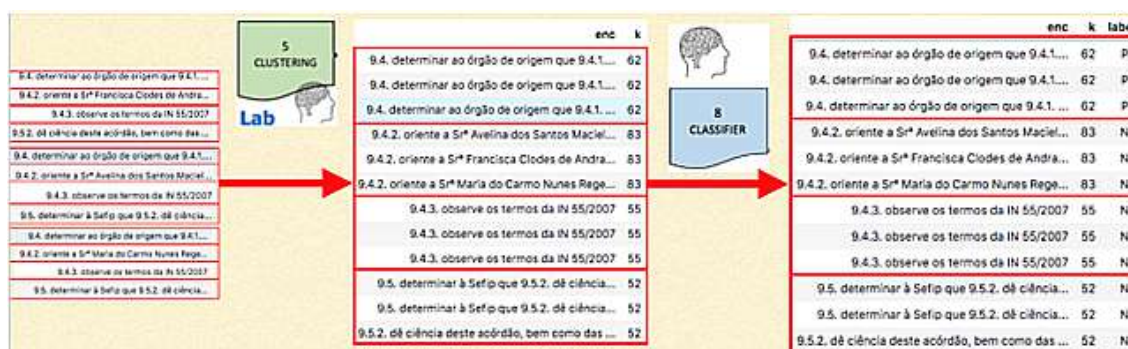 9.4. determinar ao órgão de origem que 9.4.1. ...
9.4.2. oriente a Srª Francisca Clodes de Andra...
9.4.3. observe os termos da IN 55/2007
9.5.2. dê ciência deste acórdão, bem como das ...
9.4. determinar ao órgão de origem que 9.4.1....
9.4.2. oriente a Srª Avelina dos Santos Maciel...
9.4.3. observe os termos da IN 55/2007
9.5. determinar à Sefip que 9.5.2. dê ciência...
9.4. determinar ao órgão de origem que 9.4.1....
9.4.2. oriente a Srª Maria do Carmo Nunes Rege...
9.4.3. observe os termos da IN 55/2007
9.5. determinar à Sefip que 9.5.2. dê ciência...
5
CLUSTERING
Lab
enc k
9.4. determinar ao órgão de origem que 9.4.1.... 62
9.4. determinar ao órgão de origem que 9.4.1.... 62
9.4. determinar ao órgão de origem que 9.4.1. ... 62
9.4.2. oriente a Srª Avelina dos Santos Maciel... 83
9.4.2. oriente a Srª Francisca Clodes de Andra... 83
9.4.2. oriente a Srª Maria do Carmo Nunes Rege... 83
9.4.3. observe os termos da IN 55/2007 55
9.4.3. observe os termos da IN 55/2007 55
9.4.3. observe os termos da IN 55/2007 55
9.5. determinar à Sefip que 9.5.2. dê ciência... 52
9.5. determinar à Sefip que 9.5.2. dê ciência... 52
9.5.2. dê ciência deste acórdão, bem como das ... 52
8
CLASSIFIER
enc k labe
9.4. determinar ao órgão de origem que 9.4.1.... 62 P
9.4. determinar ao órgão de origem que 9.4.1.... 62 P
9.4. determinar ao órgão de origem que 9.4.1. ... 62 P
9.4.2. oriente a Srª Avelina dos Santos Maciel... 83 N
9.4.2. oriente a Srª Francisca Clodes de Andra... 83 N
9.4.2. oriente a Srª Maria do Carmo Nunes Rege... 83 N
9.4.3. observe os termos da IN 55/2007 55 N
9.4.3. observe os termos da IN 55/2007 55 N
9.4.3. observe os termos da IN 55/2007 55 N
9.5. determinar à Sefip que 9.5.2. dê ciência... 52 N
9.5. determinar à Sefip que 9.5.2. dê ciência... 52 N
9.5.2. dê ciência deste acórdão, bem como das ... 52 N